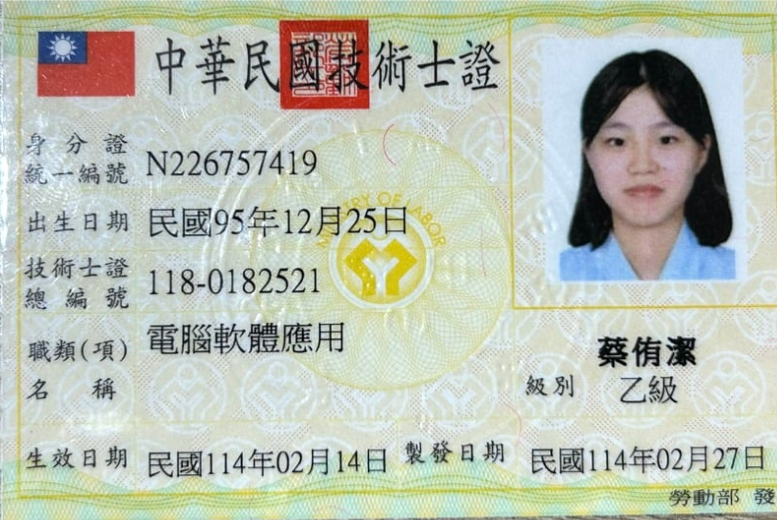 中華民國技術士證
身分證統一編號 N226757419
出生日期 民國95年12月25日
MINISTRY OF LABOR
技術士證總編號 118-0182521
職類(項)名稱 電腦軟體應用
蔡侑潔
級別 乙級
生效日期 民國114年02月14日 製發日期 民國114年02月27日
勞動部 發